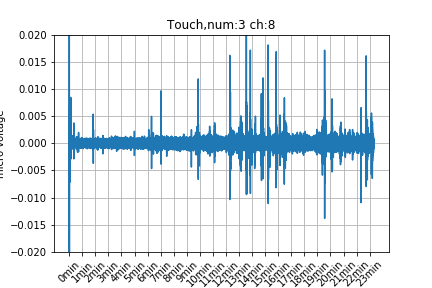 Touch,num:3 ch:8
0.020
0.015
0.010
0.005
0.000
−0.005
−0.010
−0.015
−0.020
micro voltage
0min
1min
2min
3min
4min
5min
6min
7min
8min
9min
10min
11min
12min
13min
14min
15min
16min
17min
18min
19min
20min
21min
22min
23min